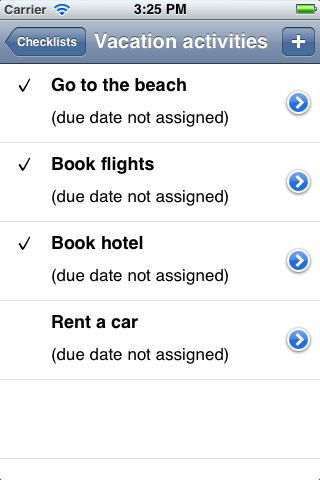 Carrier 3:25 PM
Checklists Vacation activities +
✓ Go to the beach
(due date not assigned)
✓ Book flights
(due date not assigned)
✓ Book hotel
(due date not assigned)
Rent a car
(due date not assigned)